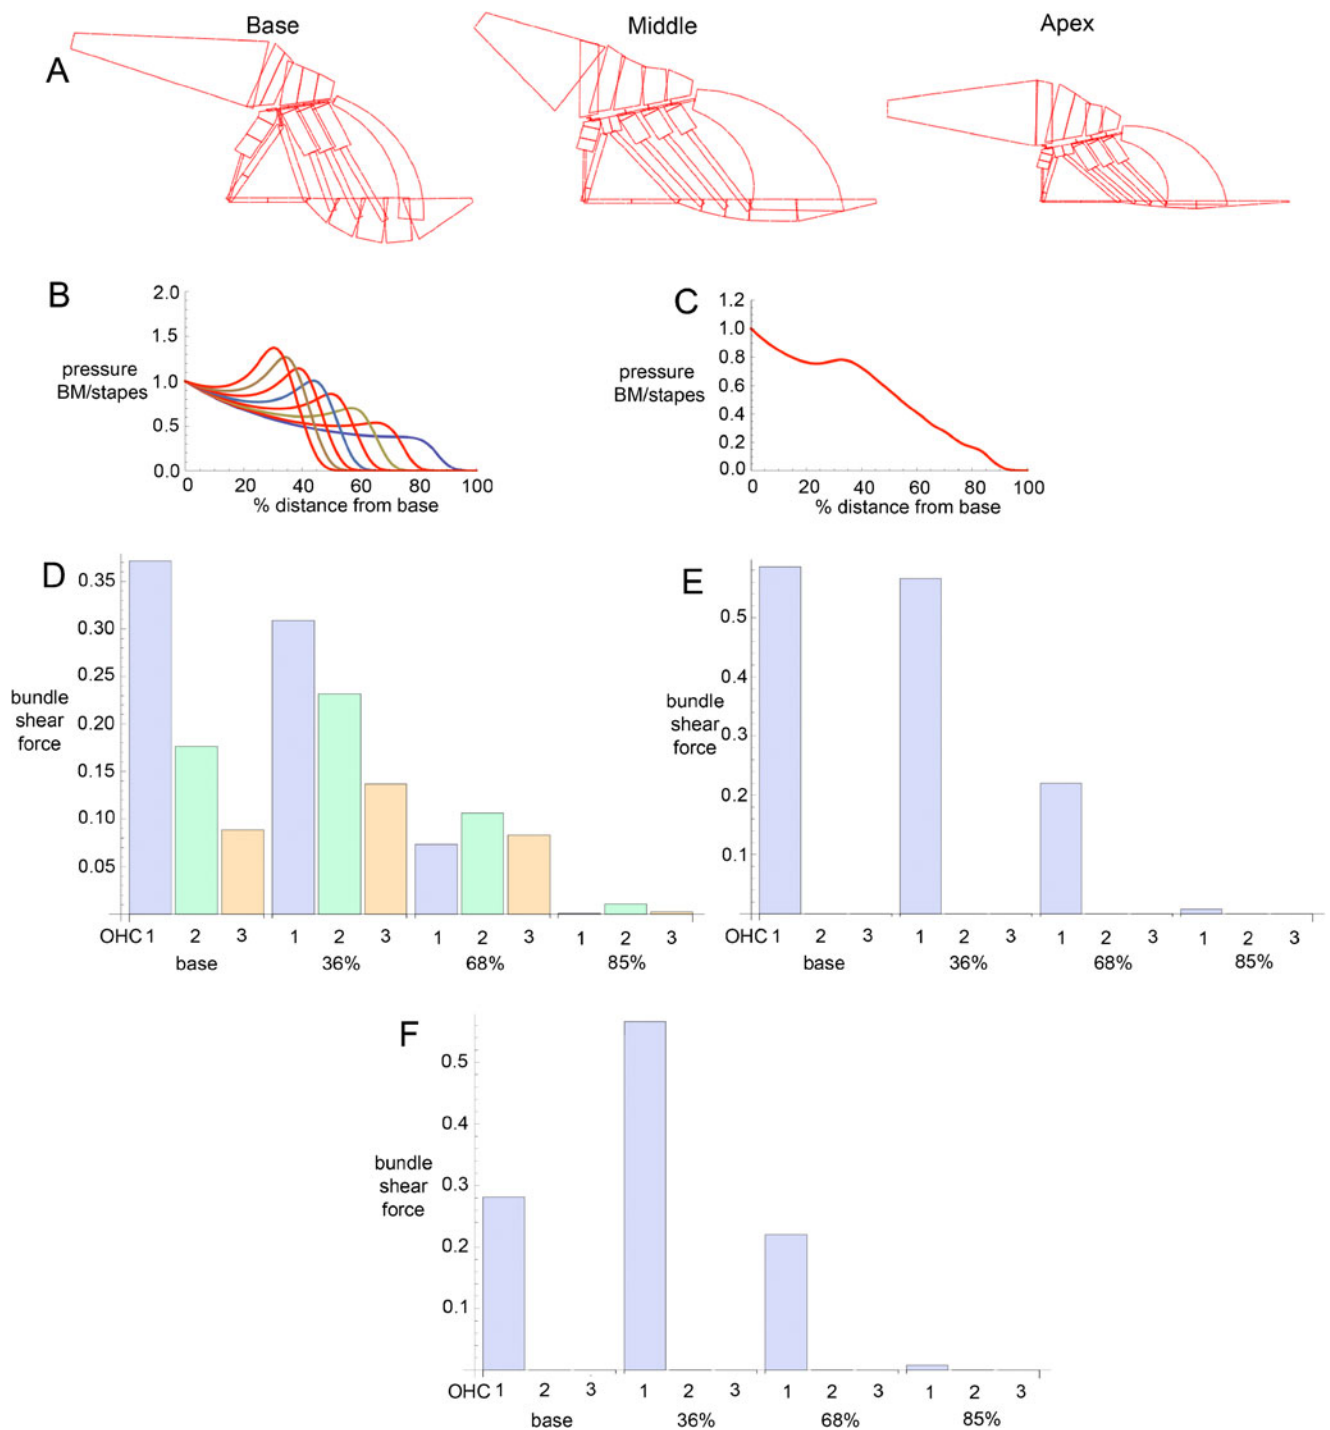 Base
Middle
Apex
A
B
2.0
1.5
1.0
0.5
0.0
pressure
BM/stapes
0 20 40 60 80 100
% distance from base
C
1.2
1.0
0.8
0.6
0.4
0.2
0.0
pressure
BM/stapes
0 20 40 60 80 100
% distance from base
D
0.35
0.30
0.25
0.20
0.15
0.10
0.05
bundle
shear
force
OHC 1 2 3 1 2 3 1 2 3 1 2 3
base 36% 68% 85%
E
0.5
0.4
0.3
0.2
0.1
bundle
shear
force
OHC 1 2 3 1 2 3 1 2 3 1 2 3
base 36% 68% 85%
F
0.5
0.4
0.3
0.2
0.1
bundle
shear
force
OHC 1 2 3 1 2 3 1 2 3 1 2 3
base 36% 68% 85%